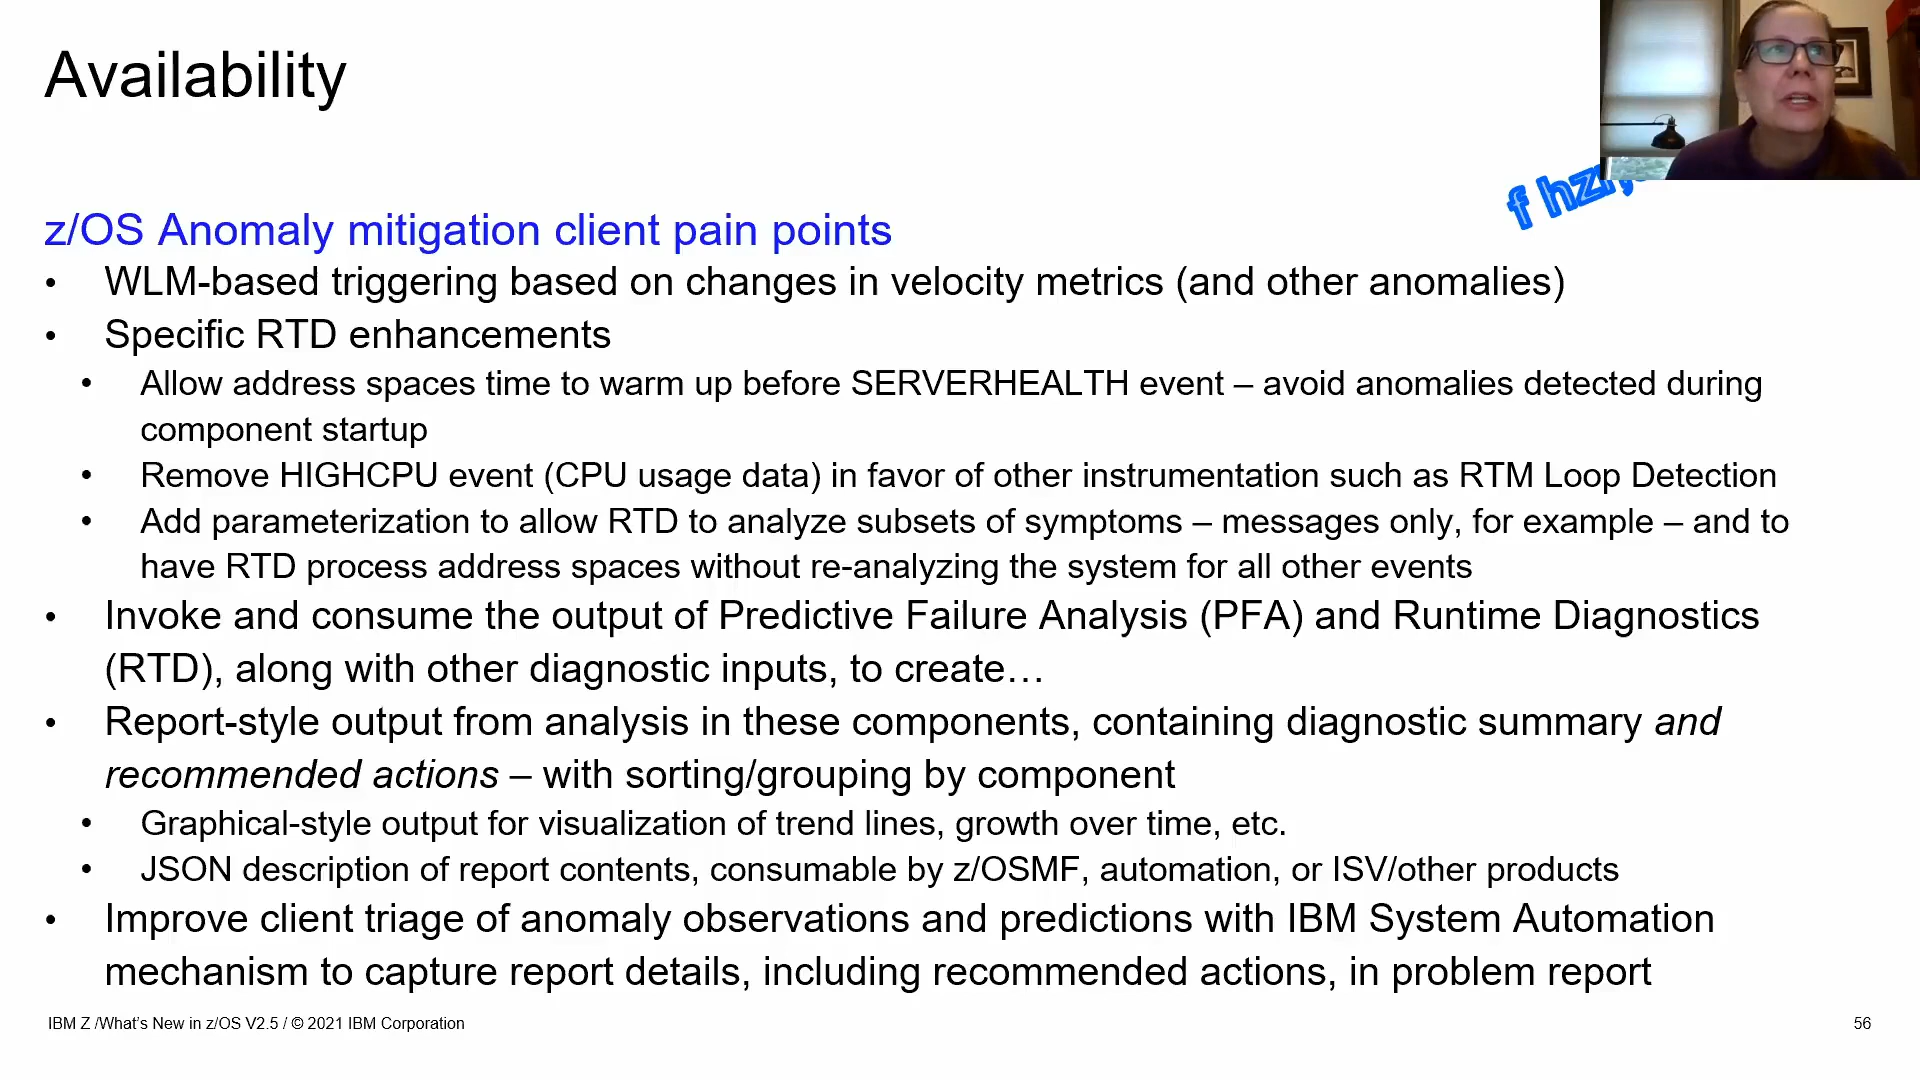 Availability
z/OS Anomaly mitigation client pain points
• WLM-based triggering based on changes in velocity metrics (and other anomalies)
• Specific RTD enhancements
• Allow address spaces time to warm up before SERVERHEALTH event – avoid anomalies detected during
component startup
• Remove HIGHCPU event (CPU usage data) in favor of other instrumentation such as RTM Loop Detection
• Add parameterization to allow RTD to analyze subsets of symptoms – messages only, for example – and to
have RTD process address spaces without re-analyzing the system for all other events
• Invoke and consume the output of Predictive Failure Analysis (PFA) and Runtime Diagnostics
(RTD), along with other diagnostic inputs, to create…
• Report-style output from analysis in these components, containing diagnostic summary and
recommended actions – with sorting/grouping by component
• Graphical-style output for visualization of trend lines, growth over time, etc.
• JSON description of report contents, consumable by z/OSMF, automation, or ISV/other products
• Improve client triage of anomaly observations and predictions with IBM System Automation
mechanism to capture report details, including recommended actions, in problem report
IBM Z /What's New in z/OS V2.5 / © 2021 IBM Corporation
56